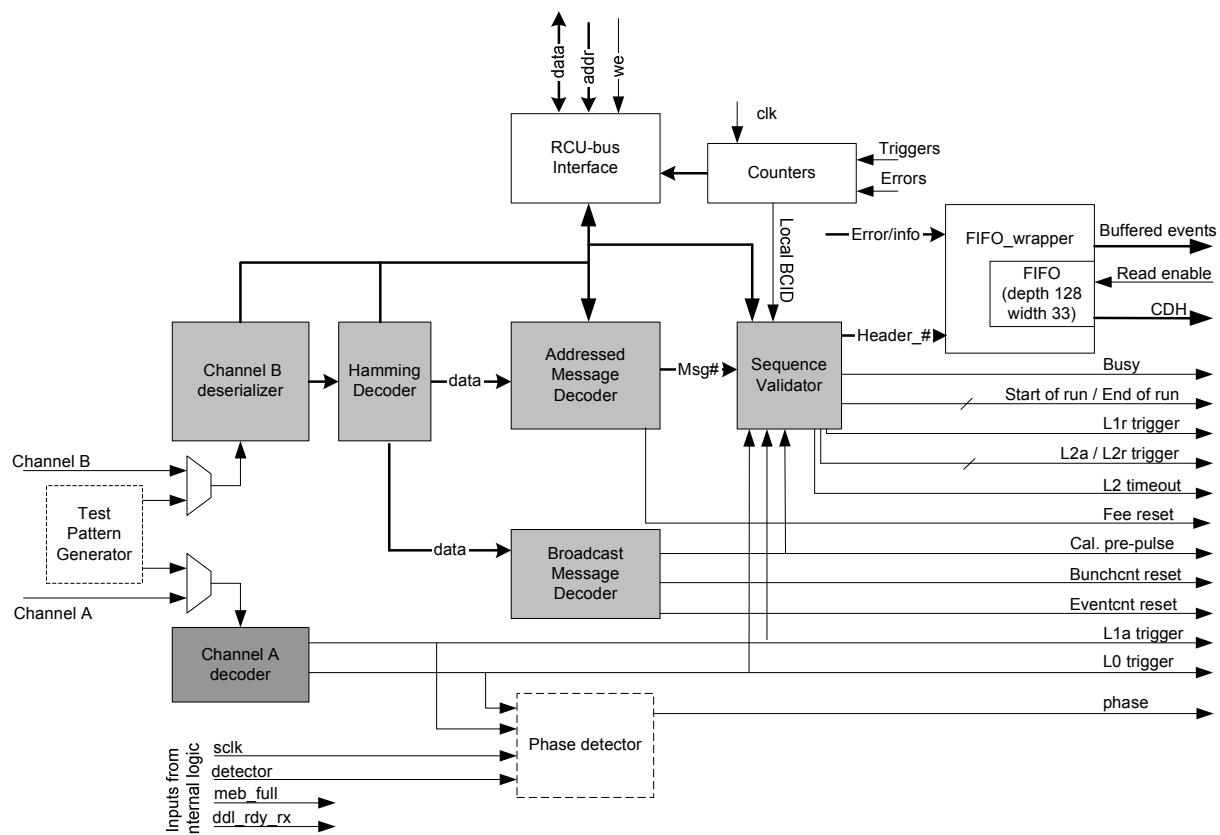 data
addr
we
clk
RCU-bus
Interface
Counters
Triggers
Errors
Local BCID
Error/info
FIFO_wrapper
FIFO
(depth 128
width 33)
Buffered events
Read enable
CDH
Channel B
deserializer
Hamming
Decoder
data
Addressed
Message
Decoder
Msg#
Sequence
Validator
Header_#
Busy
Start of run / End of run
L1r trigger
L2a / L2r trigger
L2 timeout
Fee reset
Channel B
Test
Pattern
Generator
Channel A
data
Broadcast
Message
Decoder
Cal. pre-pulse
Bunchcnt reset
Eventcnt reset
Channel A
decoder
L1a trigger
L0 trigger
Phase detector
phase
Inputs from
nternal logic
sclk
detector
meb_full
ddl_rdy_rx